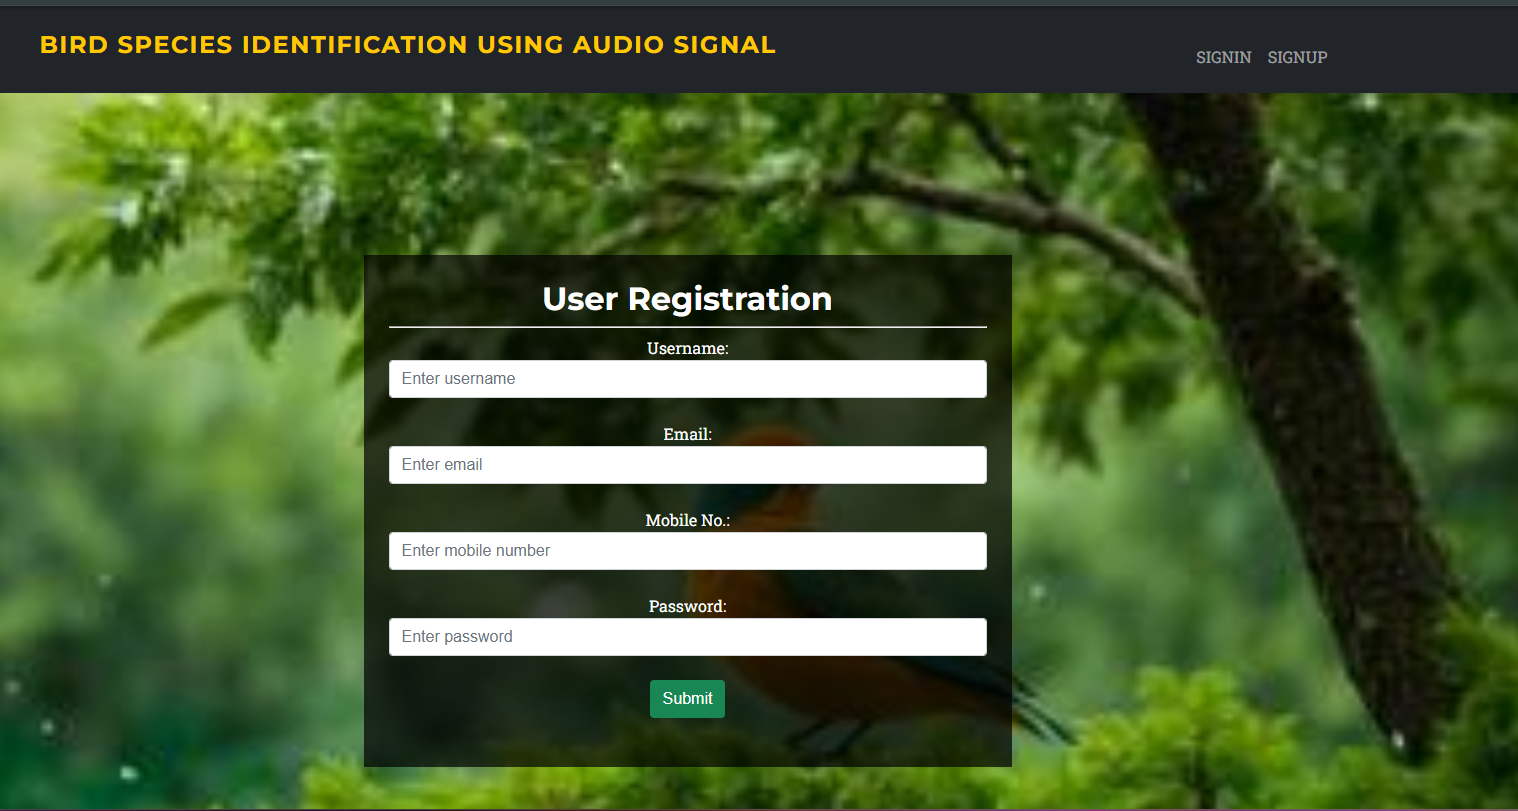 BIRD SPECIES IDENTIFICATION USING AUDIO SIGNAL
SIGNIN SIGNUP
User Registration
Username:
Enter username
Email:
Enter email
Mobile No.:
Enter mobile number
Password:
Enter password
Submit